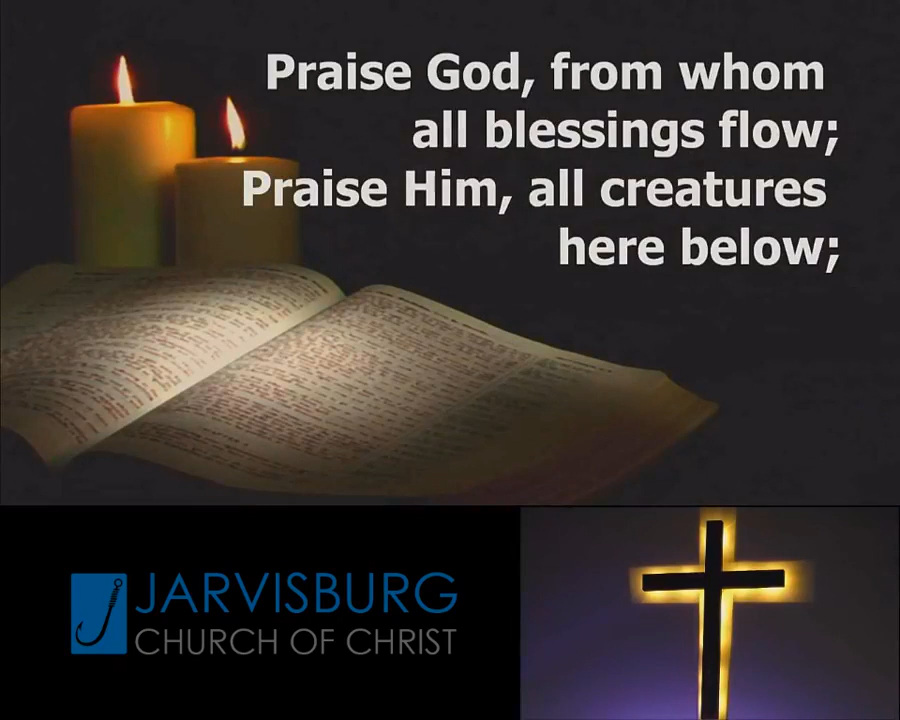 Praise God, from whom
all blessings flow;
Praise Him, all creatures
here below;
JARVISBURG
CHURCH OF CHRIST